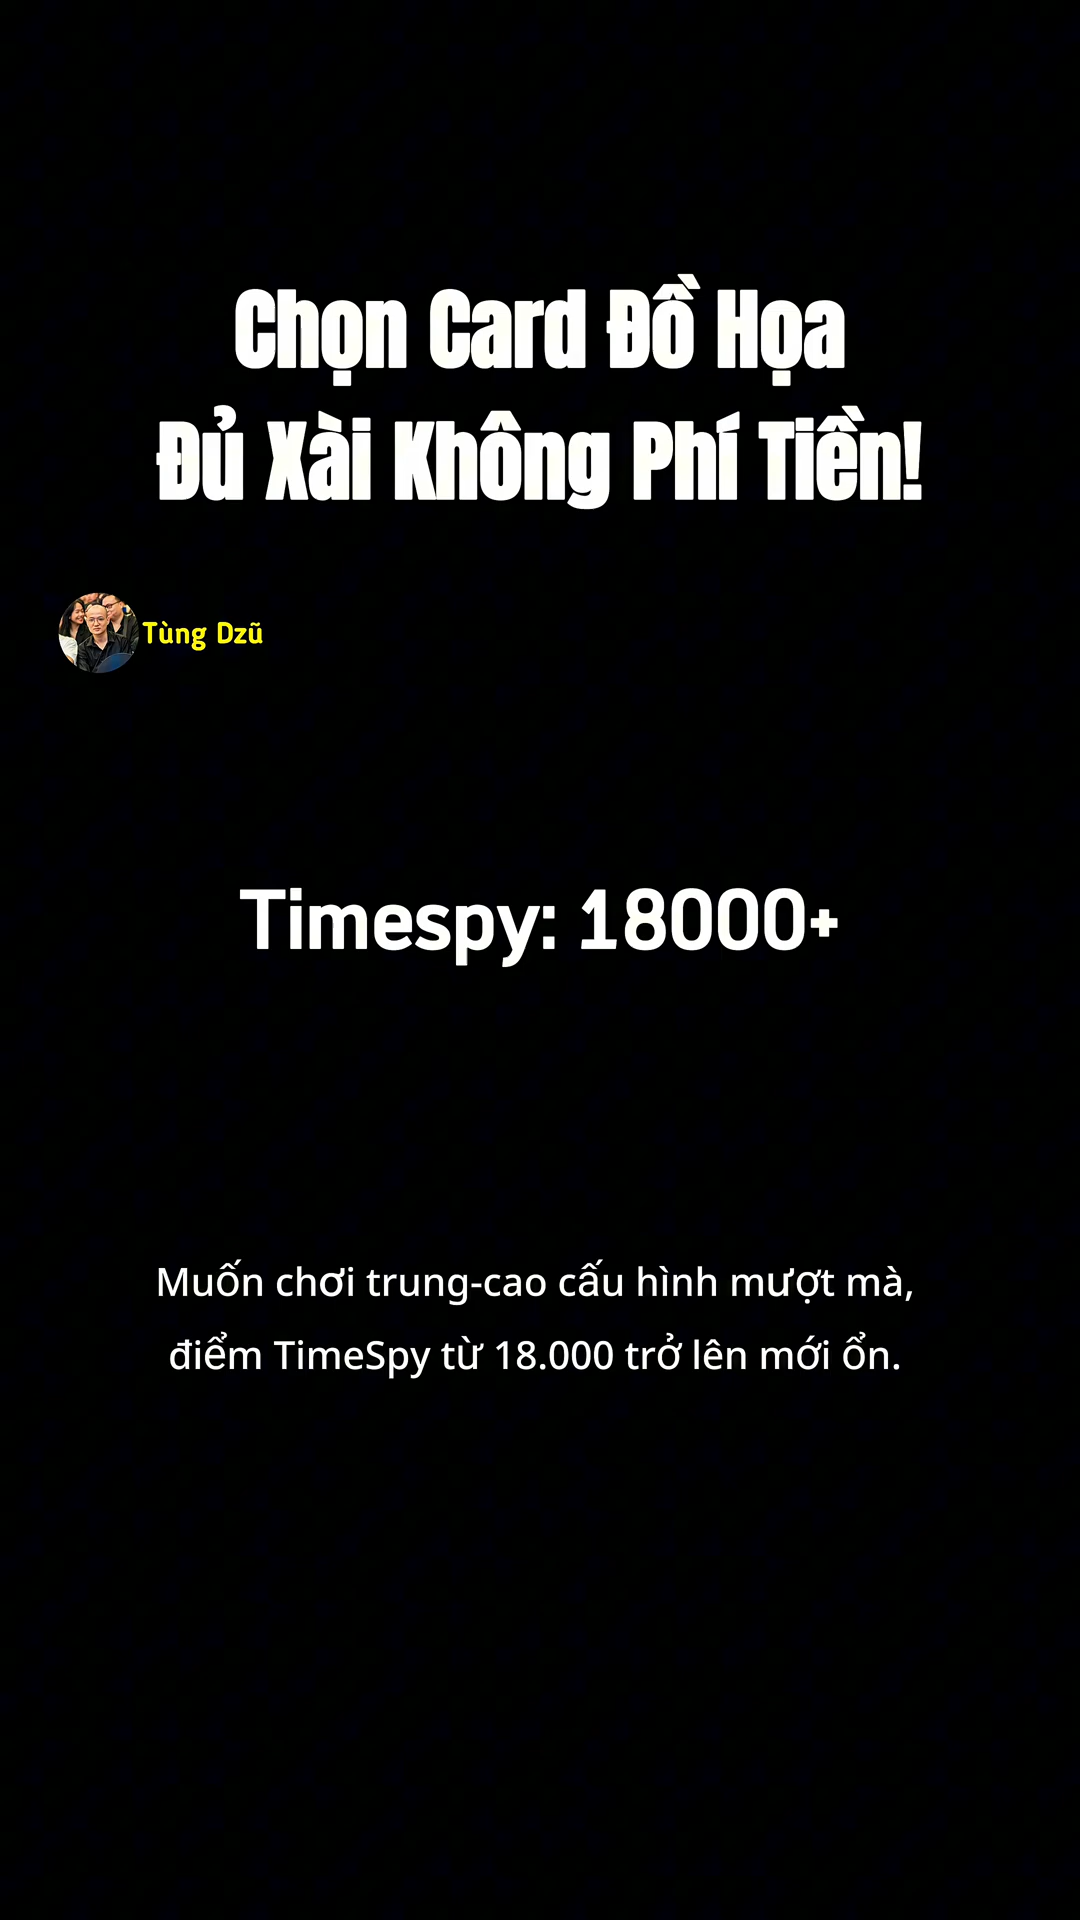 Chọn Card Đồ Họa
Đủ Xài Không Phí Tiền!
Tùng Dzũ
Timespy: 18000+
Muốn chơi trung-cao cấu hình mượt mà,
điểm TimeSpy từ 18.000 trở lên mới ổn.